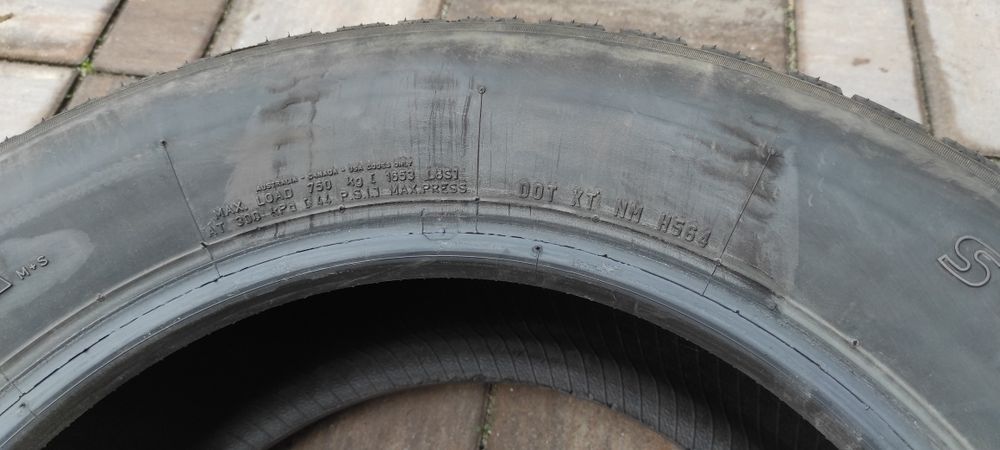 AUSTRALIA - CANADA - USA CODES ONLY
MAX. LOAD 750 kg [ 1653 LBS]
AT 300 kPa [ 44 P.S.I.] MAX.PRESS
DOT XT NM H564
M+S
S